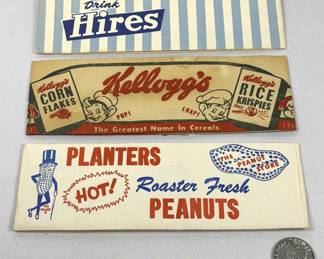 Drink
Hires
Kellogg's
Kellogg's
CORN
FLAKES
POP!
SNAP!
Kellogg's
RICE
KRISPIES
The Greatest Name in Cereals
PLANTERS
HOT!
Roaster Fresh
PEANUTS
THE
PEANUT
STORE